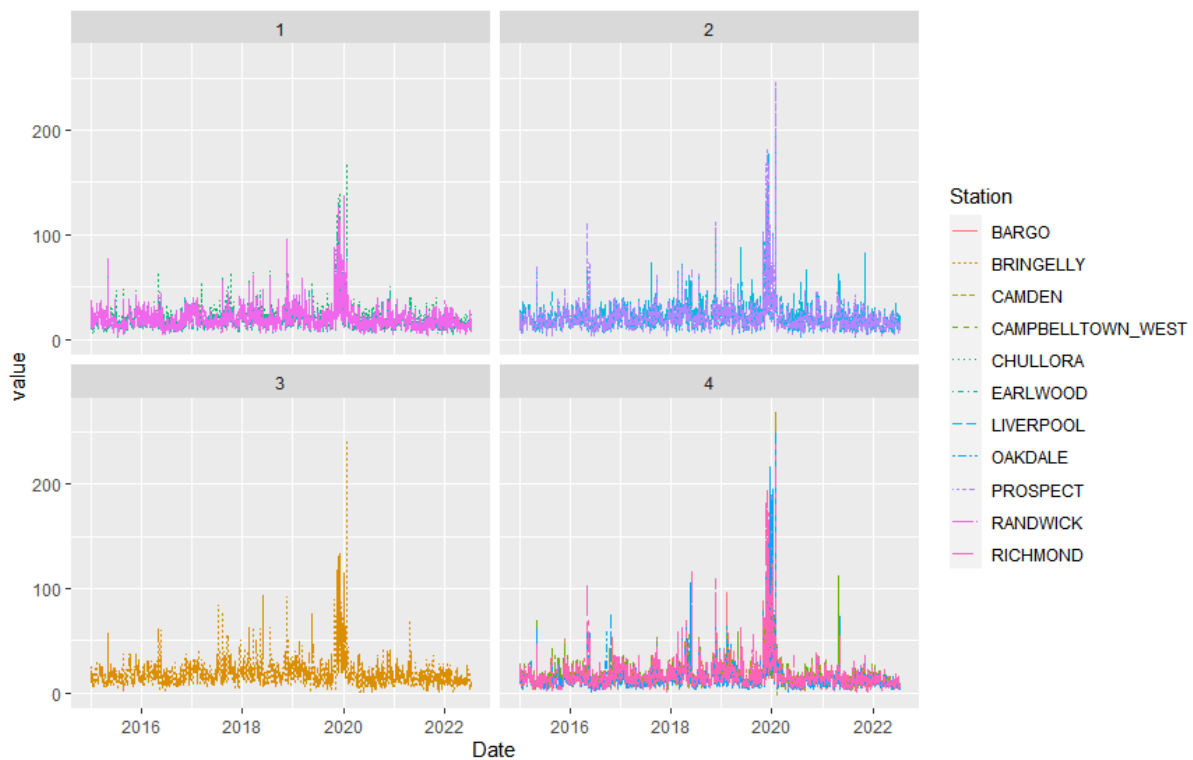 1
2
200
100
0
3
4
200
100
0
2016 2018 2020 2022
2016 2018 2020 2022
value
Date
Station
BARGO
BRINGELLY
CAMDEN
CAMPBELLTOWN_WEST
CHULLORA
EARLWOOD
LIVERPOOL
OAKDALE
PROSPECT
RANDWICK
RICHMOND